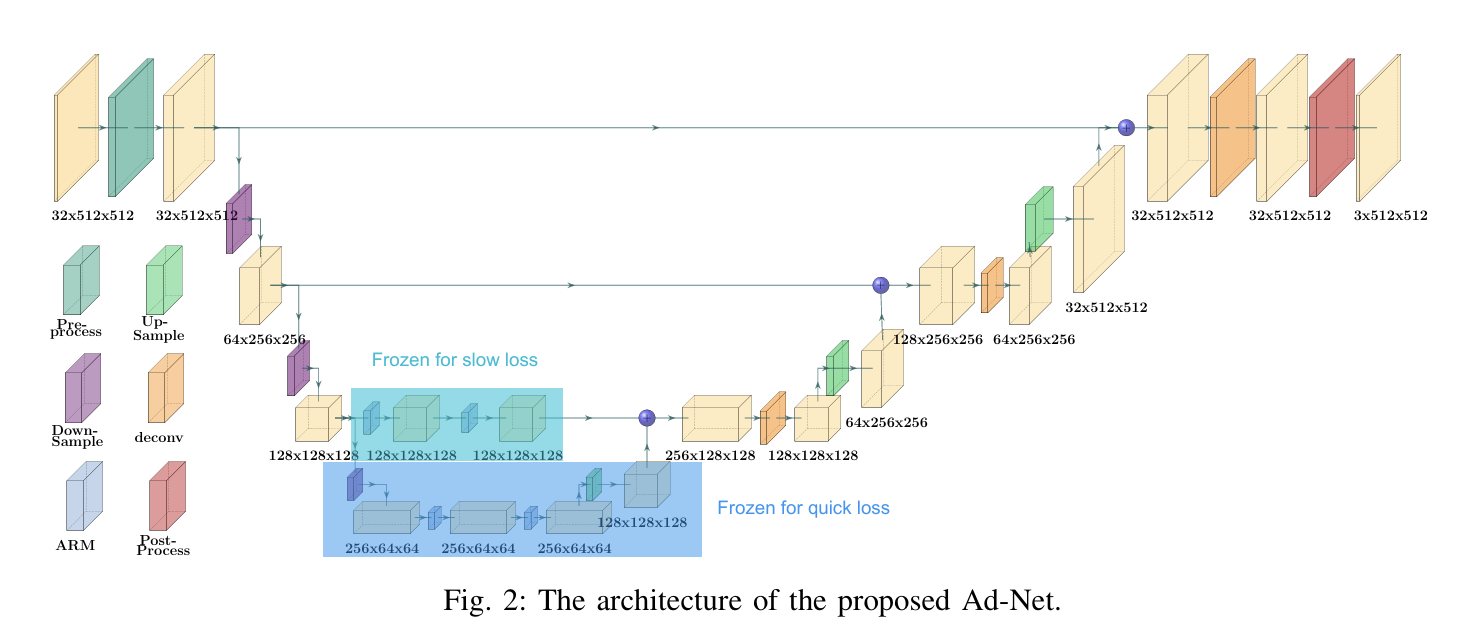 32x512x512 32x512x512 32x512x512 32x512x512 3x512x512
32x512x512
Pre-
process
Up-
Sample
64x256x256 128x256x256 64x256x256
Frozen for slow loss
64x256x256
Down-
Sample
deconv
128x128x128 128x128x128 128x128x128 256x128x128 128x128x128
Frozen for quick loss
128x128x128
ARM
Post-
Process
256x64x64 256x64x64 256x64x64
Fig. 2: The architecture of the proposed Ad-Net.